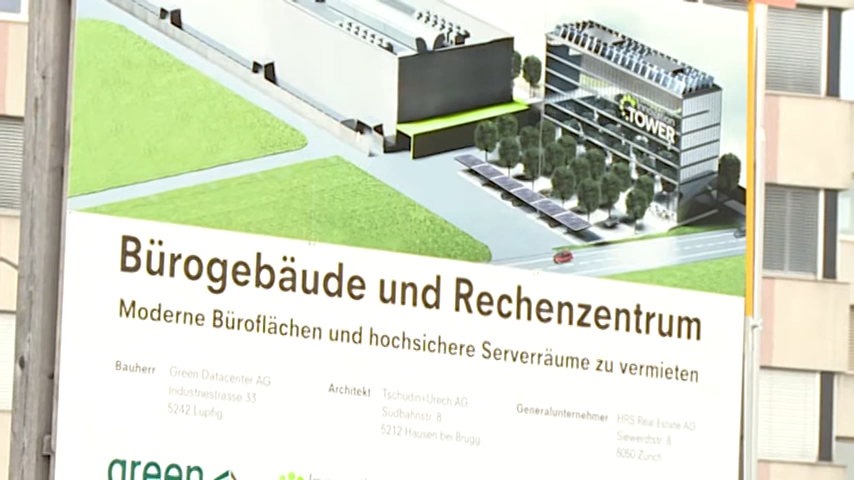 Innovation
TOWER
Bürogebäude und Rechenzentrum
Moderne Büroflächen und hochsichere Serverräume zu vermieten
Bauherr
Green Datacenter AG
Industriestrasse 33
5242 Lupfig
Architekt
Tschudin+Urech AG
Südbahnstr. 8
5212 Hausen bei Brugg
Generalunternehmer
HRS Real Estate AG
Siewerdtstr. 8
8050 Zürich
green